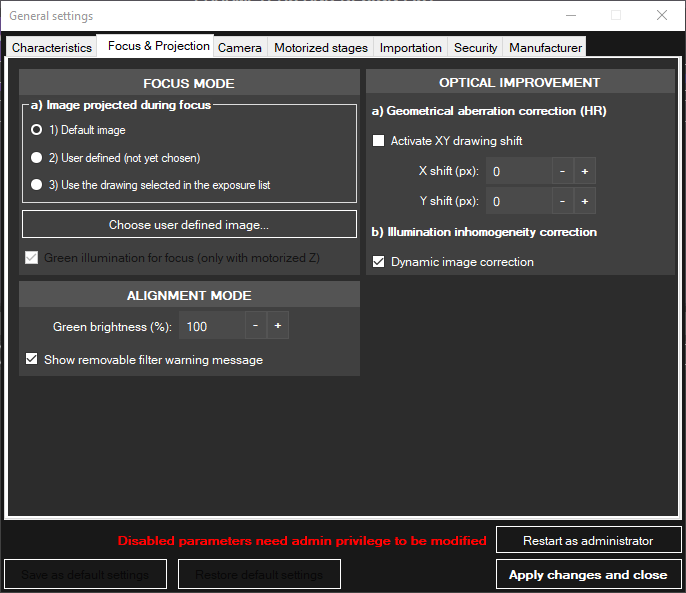 General settings
Characteristics
Focus & Projection
Camera
Motorized stages
Importation
Security
Manufacturer
FOCUS MODE
a) Image projected during focus
1) Default image
2) User defined (not yet chosen)
3) Use the drawing selected in the exposure list
Choose user defined image...
Green illumination for focus (only with motorized Z)
ALIGNMENT MODE
Green brightness (%): 100 - +
Show removable filter warning message
OPTICAL IMPROVEMENT
a) Geometrical aberration correction (HR)
Activate XY drawing shift
X shift (px): 0 - +
Y shift (px): 0 - +
b) Illumination inhomogeneity correction
Dynamic image correction
Disabled parameters need admin privilege to be modified
Restart as administrator
Save as default settings
Restore default settings
Apply changes and close